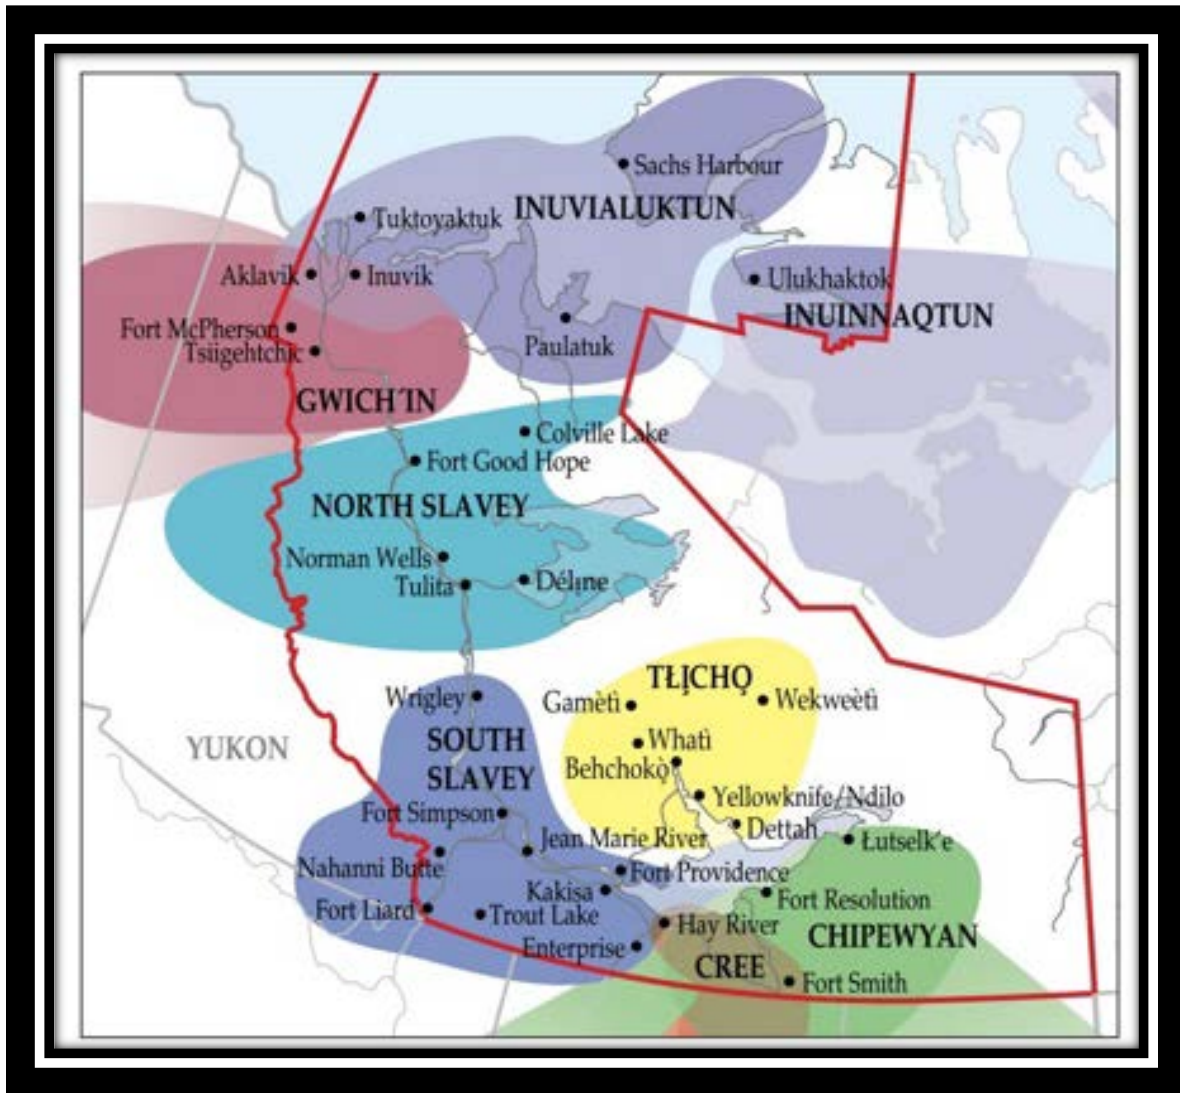 Sachs Harbour
INUVIALUKTUN
Tuktoyaktuk
Aklavik
Inuvik
Ulukhaktok
INUINNAQTUN
Fort McPherson
Tsiigehtchic
Paulatuk
GWICH´IN
Colville Lake
Fort Good Hope
NORTH SLAVEY
Norman Wells
Tulita
Délı̨ne
TŁĮCHǪ
Wrigley
Gamètì
Wekweètì
YUKON
SOUTH
SLAVEY
Whatì
Behchokǫ̀
Yellowknife/Ndilo
Fort Simpson
Dettah
Jean Marie River
Łutselk'e
Nahanni Butte
Fort Providence
Kakisa
Fort Resolution
Fort Liard
Trout Lake
Hay River
CHIPEWYAN
Enterprise
CREE
Fort Smith